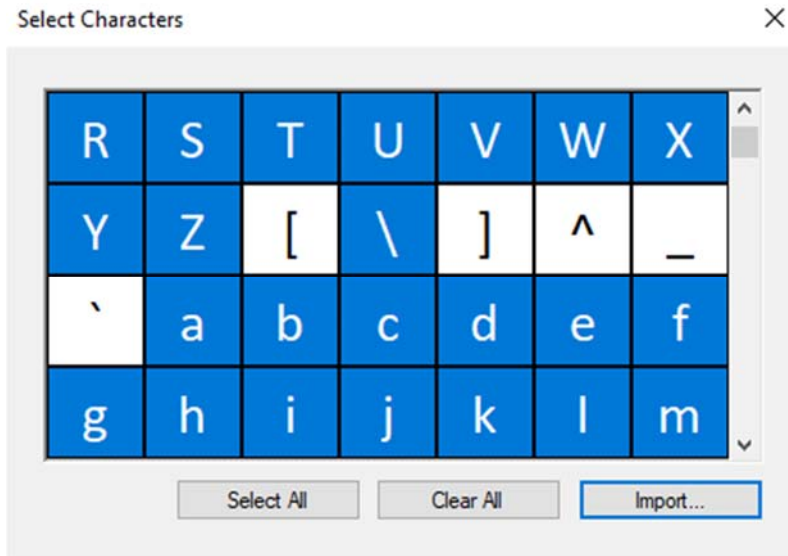 Select Characters
R S T U V W X
Y Z [ \ ] ^ _
` a b c d e f
g h i j k l m
Select All Clear All Import...